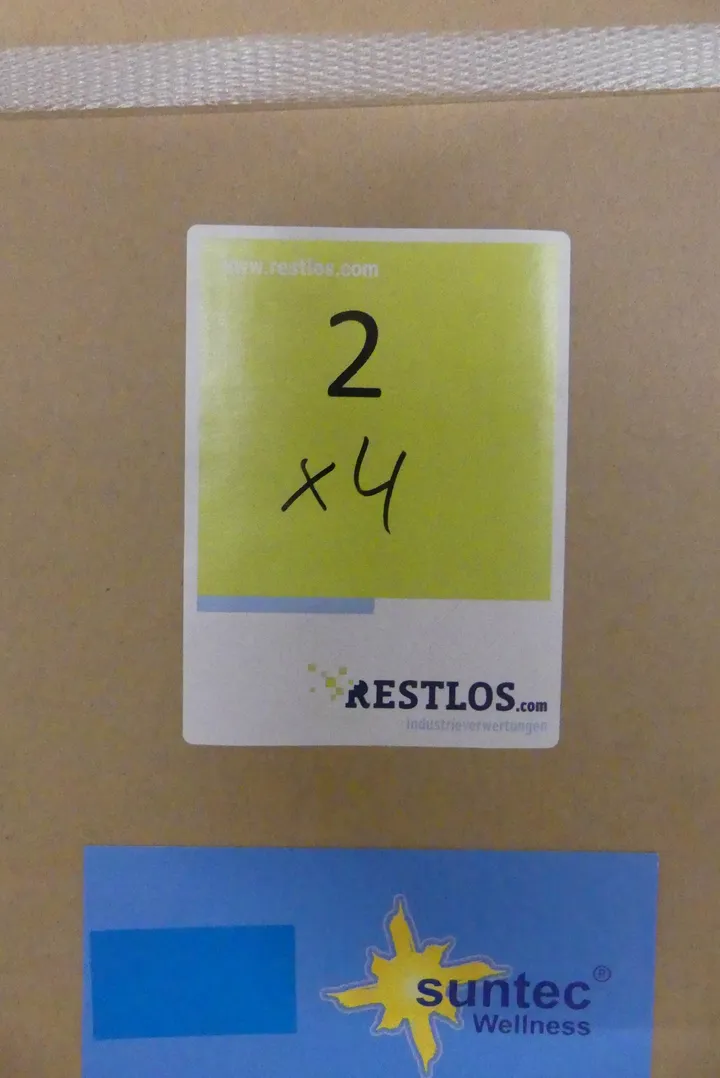 www.restlos.com
2
x4
RESTLOS.com
industrieverwertungen
suntec®
Wellness